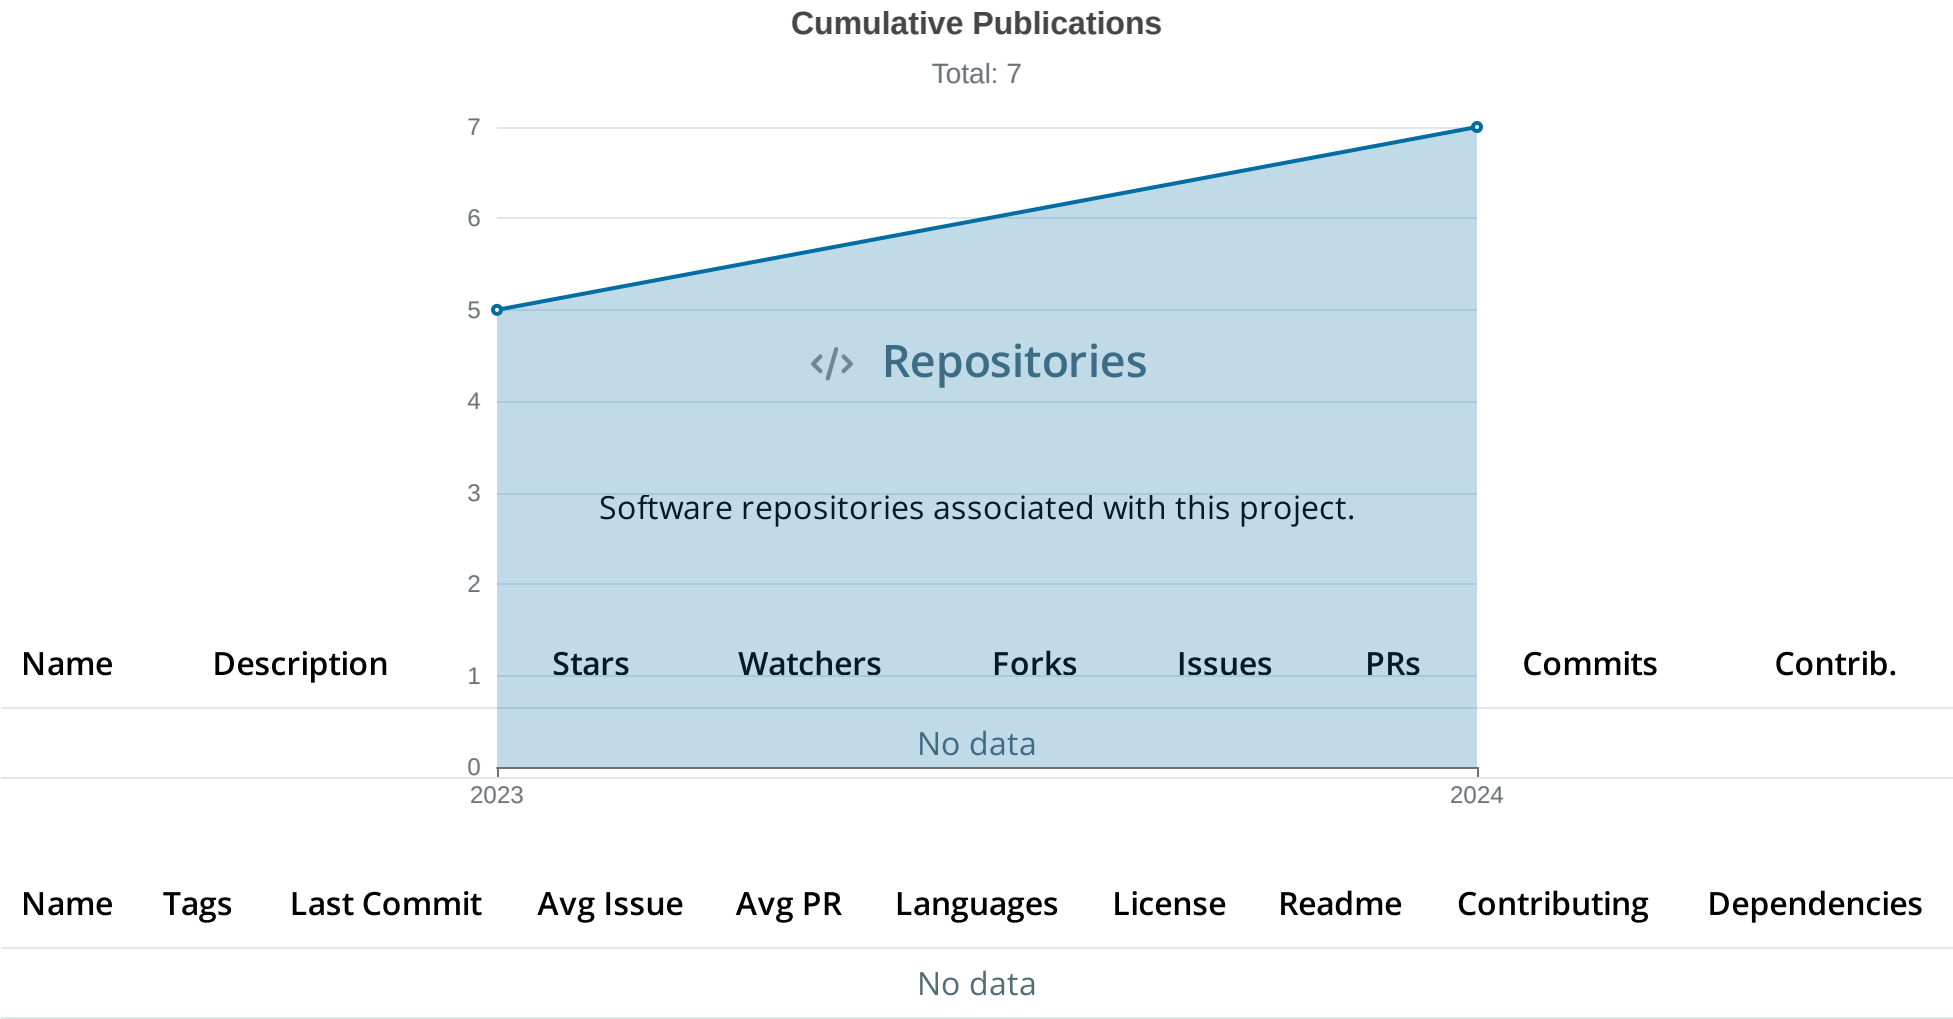 Cumulative Publications
Total: 7
7
6
5
</> Repositories
4
3
Software repositories associated with this project.
2
Name Description Stars Watchers Forks Issues PRs Commits Contrib.
1
No data
0
2023 2024
Name Tags Last Commit Avg Issue Avg PR Languages License Readme Contributing Dependencies
No data